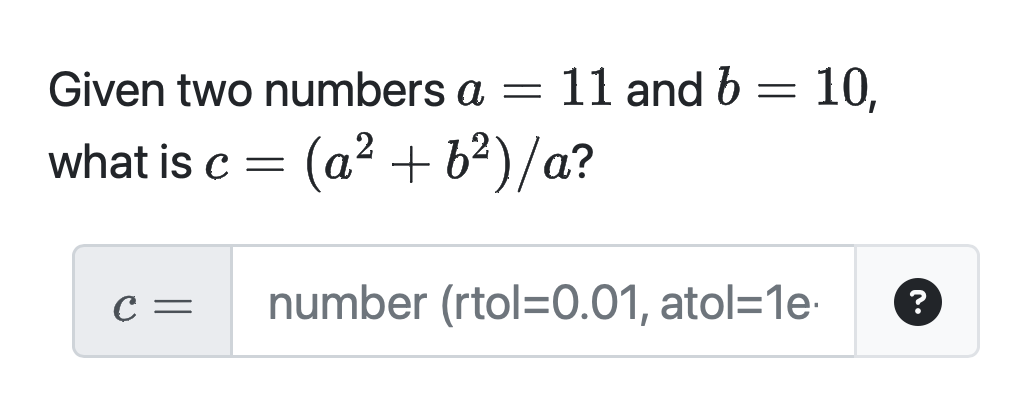 Given two numbers a = 11 and b = 10,
what is c = (a² + b²)/a?
c = number (rtol=0.01, atol=1e- ?